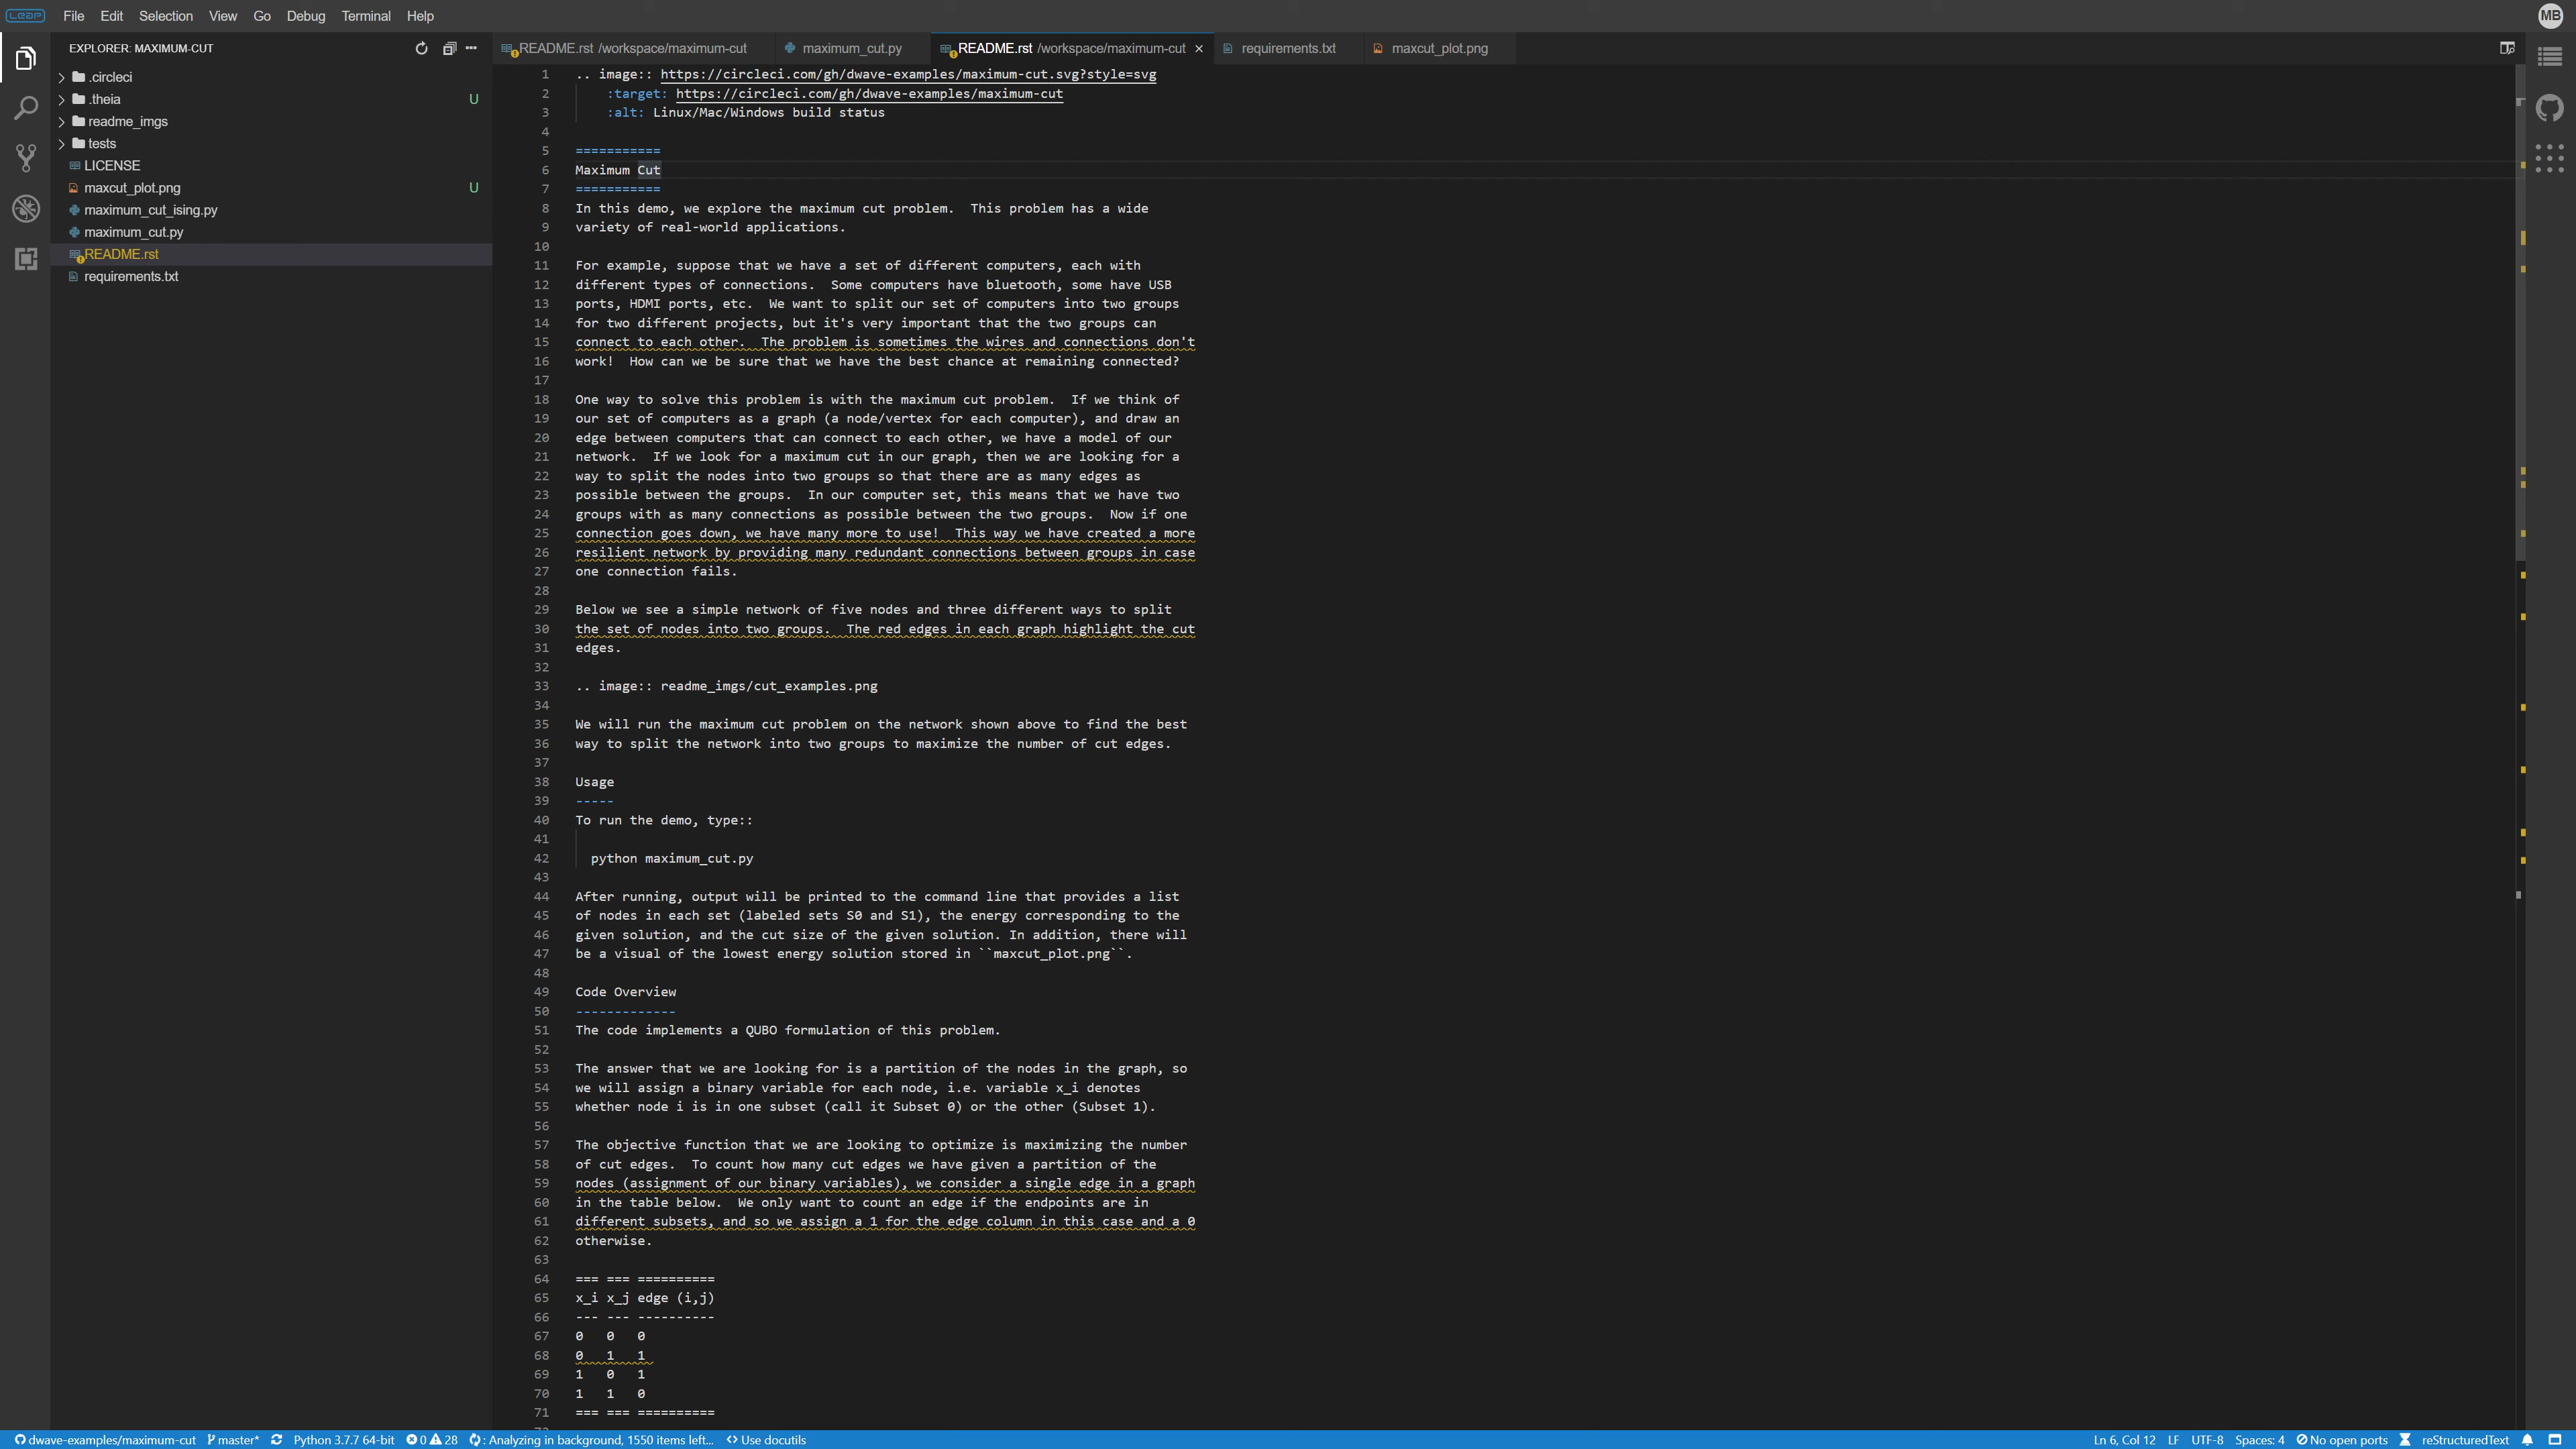 LEAP File Edit Selection View Go Debug Terminal Help MB
EXPLORER: MAXIMUM-CUT
.circleci
.theia U
readme_imgs
tests
LICENSE
maxcut_plot.png U
maximum_cut_ising.py
maximum_cut.py
README.rst
requirements.txt
README.rst /workspace/maximum-cut maximum_cut.py README.rst /workspace/maximum-cut × requirements.txt maxcut_plot.png
1 .. image:: https://circleci.com/gh/dwave-examples/maximum-cut.svg?style=svg
2 :target: https://circleci.com/gh/dwave-examples/maximum-cut
3 :alt: Linux/Mac/Windows build status
4
5 ===========
6 Maximum Cut
7 ===========
8 In this demo, we explore the maximum cut problem.  This problem has a wide
9 variety of real-world applications.
10
11 For example, suppose that we have a set of different computers, each with
12 different types of connections.  Some computers have bluetooth, some have USB
13 ports, HDMI ports, etc.  We want to split our set of computers into two groups
14 for two different projects, but it's very important that the two groups can
15 connect to each other.  The problem is sometimes the wires and connections don't
16 work!  How can we be sure that we have the best chance at remaining connected?
17
18 One way to solve this problem is with the maximum cut problem.  If we think of
19 our set of computers as a graph (a node/vertex for each computer), and draw an
20 edge between computers that can connect to each other, we have a model of our
21 network.  If we look for a maximum cut in our graph, then we are looking for a
22 way to split the nodes into two groups so that there are as many edges as
23 possible between the groups.  In our computer set, this means that we have two
24 groups with as many connections as possible between the two groups.  Now if one
25 connection goes down, we have many more to use!  This way we have created a more
26 resilient network by providing many redundant connections between groups in case
27 one connection fails.
28
29 Below we see a simple network of five nodes and three different ways to split
30 the set of nodes into two groups.  The red edges in each graph highlight the cut
31 edges.
32
33 .. image:: readme_imgs/cut_examples.png
34
35 We will run the maximum cut problem on the network shown above to find the best
36 way to split the network into two groups to maximize the number of cut edges.
37
38 Usage
39 -----
40 To run the demo, type::
41
42 python maximum_cut.py
43
44 After running, output will be printed to the command line that provides a list
45 of nodes in each set (labeled sets S0 and S1), the energy corresponding to the
46 given solution, and the cut size of the given solution. In addition, there will
47 be a visual of the lowest energy solution stored in ``maxcut_plot.png``.
48
49 Code Overview
50 -------------
51 The code implements a QUBO formulation of this problem.
52
53 The answer that we are looking for is a partition of the nodes in the graph, so
54 we will assign a binary variable for each node, i.e. variable x_i denotes
55 whether node i is in one subset (call it Subset 0) or the other (Subset 1).
56
57 The objective function that we are looking to optimize is maximizing the number
58 of cut edges.  To count how many cut edges we have given a partition of the
59 nodes (assignment of our binary variables), we consider a single edge in a graph
60 in the table below.  We only want to count an edge if the endpoints are in
61 different subsets, and so we assign a 1 for the edge column in this case and a 0
62 otherwise.
63
64 === === ==========
65 x_i x_j edge (i,j)
66 --- --- ----------
67 0   0   0
68 0   1   1
69 1   0   1
70 1   1   0
71 === === ==========
dwave-examples/maximum-cut master* Python 3.7.7 64-bit 0 28 : Analyzing in background, 1550 items left... <> Use docutils Ln 6, Col 12 LF UTF-8 Spaces: 4 No open ports reStructuredText